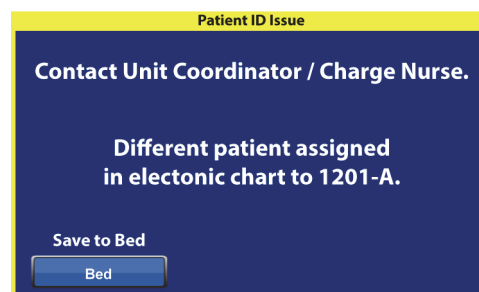 Patient ID Issue
Contact Unit Coordinator / Charge Nurse.
Different patient assigned
in electonic chart to 1201-A.
Save to Bed
Bed